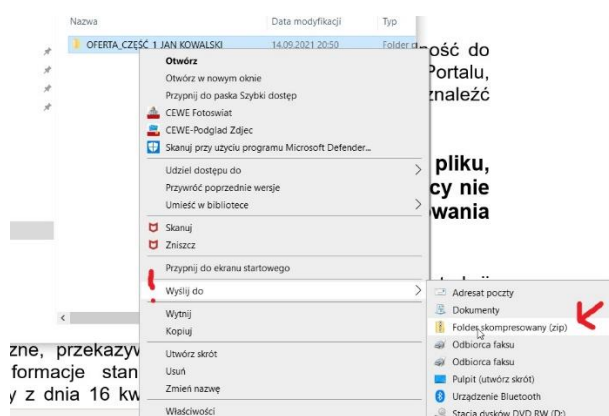 Nazwa Data modyfikacji Typ
OFERTA_CZĘŚĆ 1 JAN KOWALSKI 14.09.2021 20:50 Folder
ność do
Portalu,
znaleźć
Otwórz
Otwórz w nowym oknie
Przypnij do paska Szybki dostęp
CEWE Fotoswiat
CEWE-Podglad Zdjec
Skanuj przy użyciu programu Microsoft Defender...
Udziel dostępu do
pliku,
Przywróć poprzednie wersje
cy nie
Umieść w bibliotece
wania
Skanuj
Zniszcz
Przypnij do ekranu startowego
Wyślij do
Adresat poczty
Dokumenty
Folder skompresowany (zip)
Odbiorca faksu
Odbiorca faksu
Pulpit (utwórz skrót)
Urządzenie Bluetooth
Stacja dysków DVD RW (D:)
Wytnij
Kopiuj
Utwórz skrót
Usuń
Zmień nazwę
Właściwości
zne, przekazyw
formacje stan
y z dnia 16 kw